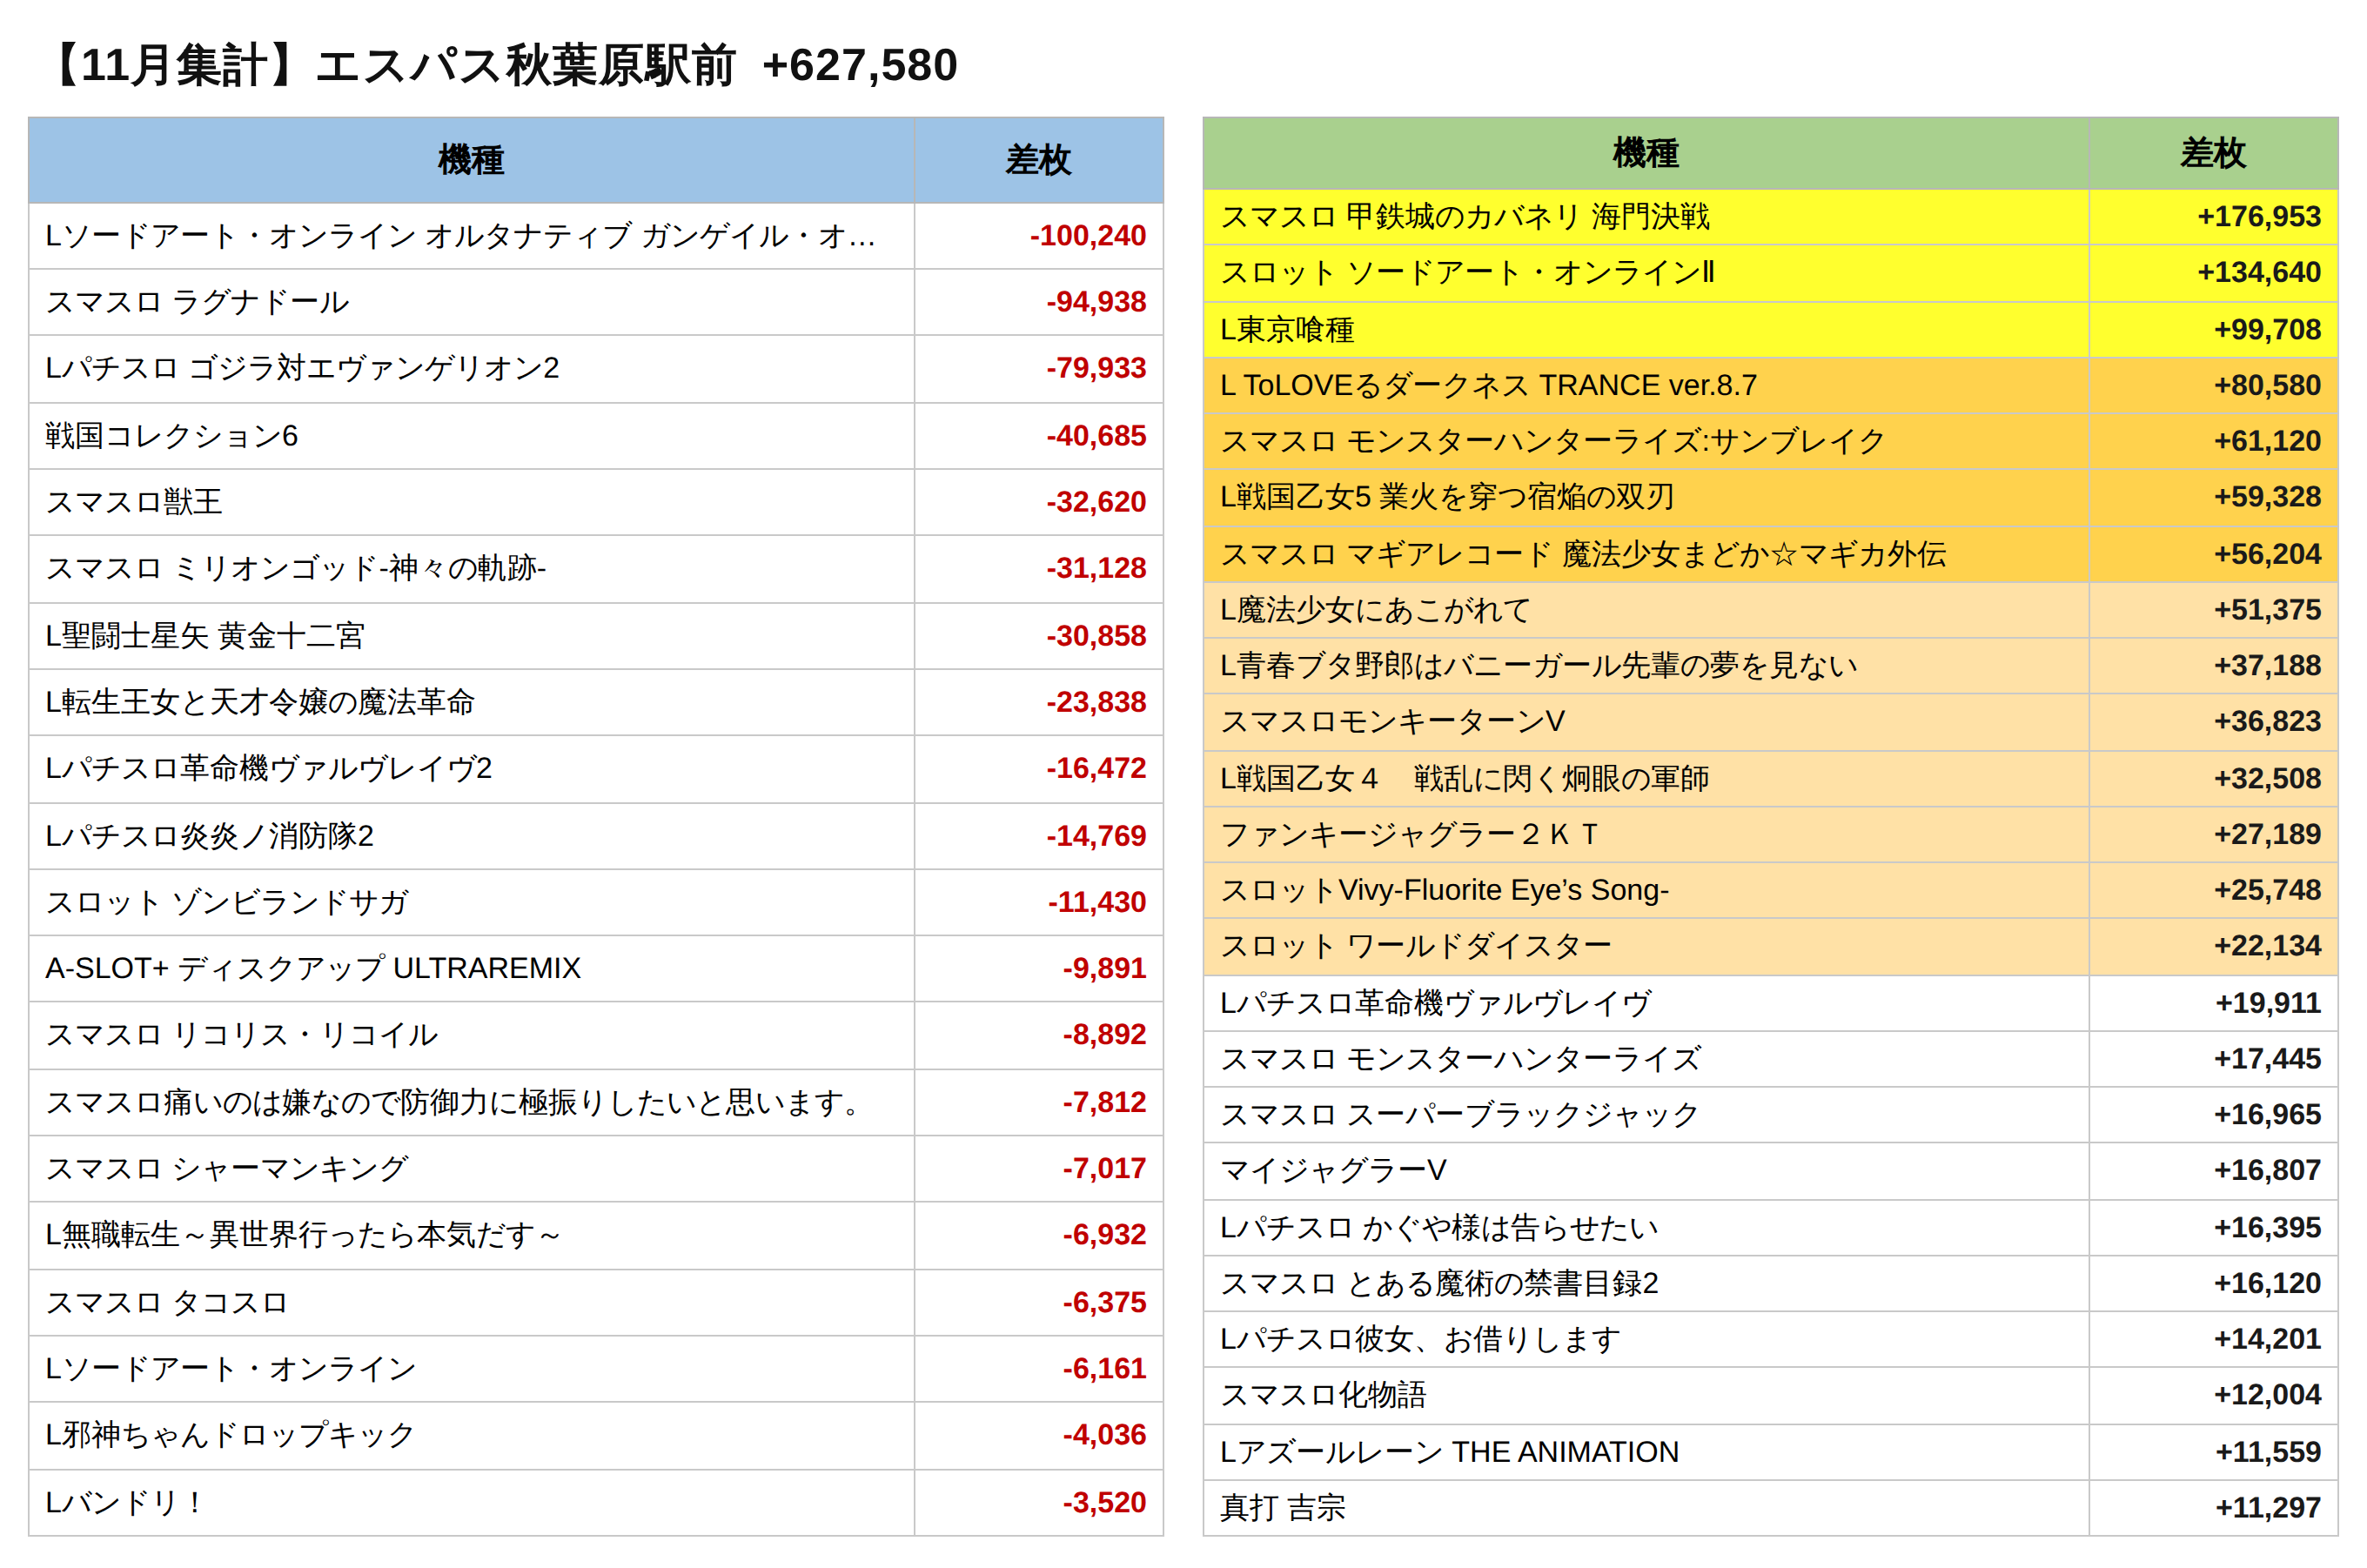 【11月集計】エスパス秋葉原駅前 +627,580
機種 差枚
Lソードアート・オンライン オルタナティブ ガンゲイル・オ… -100,240
スマスロ ラグナドール -94,938
Lパチスロ ゴジラ対エヴァンゲリオン2 -79,933
戦国コレクション6 -40,685
スマスロ獣王 -32,620
スマスロ ミリオンゴッド-神々の軌跡- -31,128
L聖闘士星矢 黄金十二宮 -30,858
L転生王女と天才令嬢の魔法革命 -23,838
Lパチスロ革命機ヴァルヴレイヴ2 -16,472
Lパチスロ炎炎ノ消防隊2 -14,769
スロット ゾンビランドサガ -11,430
A-SLOT+ ディスクアップ ULTRAREMIX -9,891
スマスロ リコリス・リコイル -8,892
スマスロ痛いのは嫌なので防御力に極振りしたいと思います。 -7,812
スマスロ シャーマンキング -7,017
L無職転生～異世界行ったら本気だす～ -6,932
スマスロ タコスロ -6,375
Lソードアート・オンライン -6,161
L邪神ちゃんドロップキック -4,036
Lバンドリ！ -3,520
機種 差枚
スマスロ 甲鉄城のカバネリ 海門決戦 +176,953
スロット ソードアート・オンラインⅡ +134,640
L東京喰種 +99,708
L ToLOVEるダークネス TRANCE ver.8.7 +80,580
スマスロ モンスターハンターライズ:サンブレイク +61,120
L戦国乙女5 業火を穿つ宿焔の双刃 +59,328
スマスロ マギアレコード 魔法少女まどか☆マギカ外伝 +56,204
L魔法少女にあこがれて +51,375
L青春ブタ野郎はバニーガール先輩の夢を見ない +37,188
スマスロモンキーターンV +36,823
L戦国乙女４　戦乱に閃く炯眼の軍師 +32,508
ファンキージャグラー２ＫＴ +27,189
スロットVivy-Fluorite Eye’s Song- +25,748
スロット ワールドダイスター +22,134
Lパチスロ革命機ヴァルヴレイヴ +19,911
スマスロ モンスターハンターライズ +17,445
スマスロ スーパーブラックジャック +16,965
マイジャグラーV +16,807
Lパチスロ かぐや様は告らせたい +16,395
スマスロ とある魔術の禁書目録2 +16,120
Lパチスロ彼女、お借りします +14,201
スマスロ化物語 +12,004
Lアズールレーン THE ANIMATION +11,559
真打 吉宗 +11,297